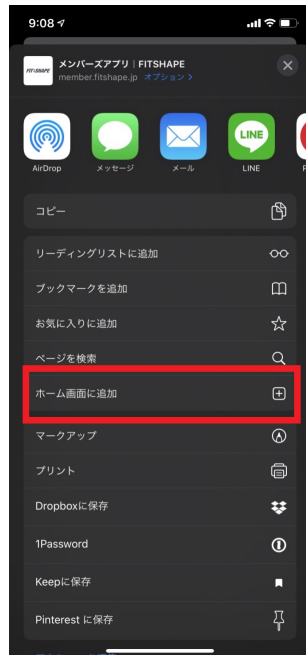 9:08
FIT/SHAPE
メンバーズアプリ｜FITSHAPE
member.fitshape.jp オプション >
AirDrop
メッセージ
メール
LINE
コピー
リーディングリストに追加
ブックマークを追加
お気に入りに追加
ページを検索
ホーム画面に追加
マークアップ
プリント
Dropboxに保存
1Password
Keepに保存
Pinterest に保存